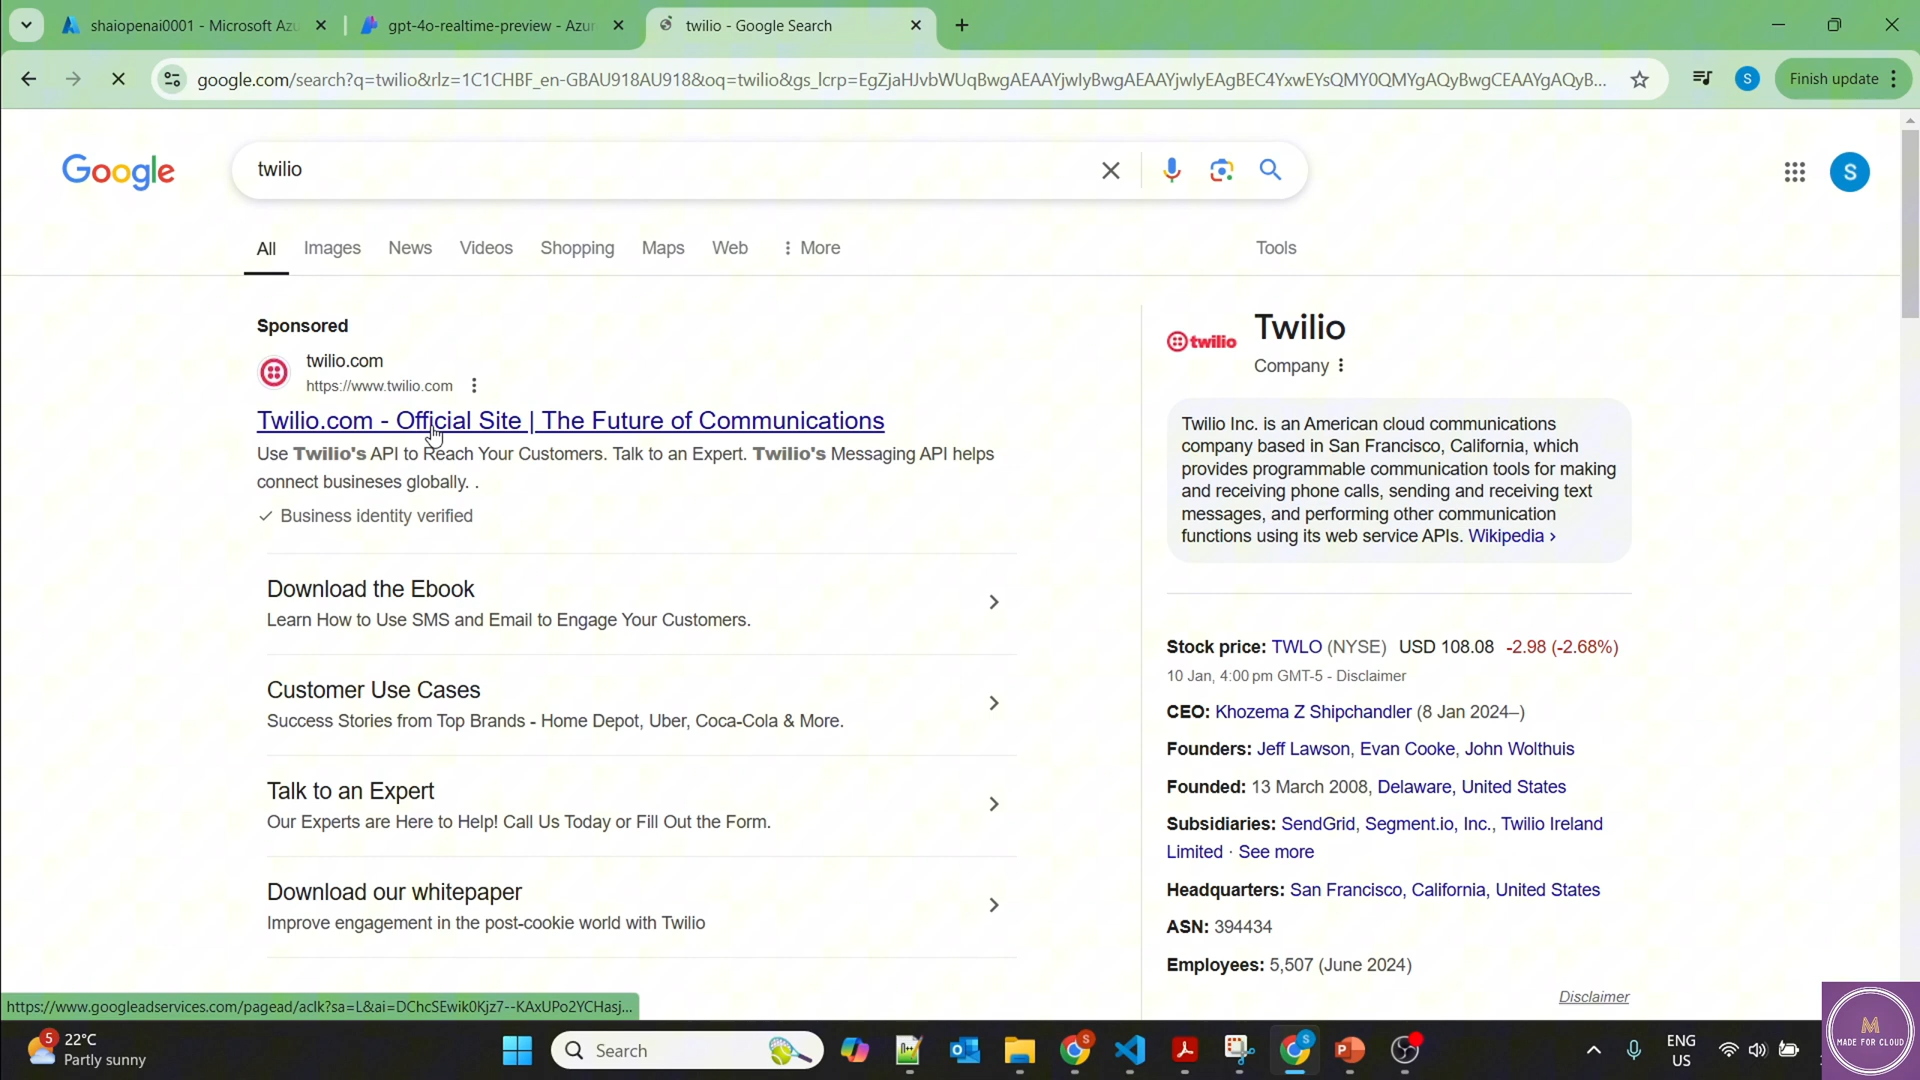 shaiopenai0001 - Microsoft Azu
gpt-4o-realtime-preview - Azur
twilio - Google Search
google.com/search?q=twilio&rlz=1C1CHBF_en-GBAU918AU918&oq=twilio&gs_lcrp=EgZjaHJvbWUqBwgAEAAYjwIyBwgAEAAYjwIyEAgBEC4YxwEYsQMY0QMYgAQyBwgCEAAYgAQyB...
S
Finish update
Google
twilio
S
All
Images
News
Videos
Shopping
Maps
Web
More
Tools
Sponsored
twilio.com
https://www.twilio.com
Twilio.com - Official Site | The Future of Communications
Use Twilio's API to Reach Your Customers. Talk to an Expert. Twilio's Messaging API helps
connect busineses globally. .
Business identity verified
Download the Ebook
Learn How to Use SMS and Email to Engage Your Customers.
Customer Use Cases
Success Stories from Top Brands - Home Depot, Uber, Coca-Cola & More.
Talk to an Expert
Our Experts are Here to Help! Call Us Today or Fill Out the Form.
Download our whitepaper
Improve engagement in the post-cookie world with Twilio
twilio
Twilio
Company
Twilio Inc. is an American cloud communications
company based in San Francisco, California, which
provides programmable communication tools for making
and receiving phone calls, sending and receiving text
messages, and performing other communication
functions using its web service APIs. Wikipedia ›
Stock price: TWLO (NYSE) USD 108.08 -2.98 (-2.68%)
10 Jan, 4:00 pm GMT-5 - Disclaimer
CEO: Khozema Z Shipchandler (8 Jan 2024–)
Founders: Jeff Lawson, Evan Cooke, John Wolthuis
Founded: 13 March 2008, Delaware, United States
Subsidiaries: SendGrid, Segment.io, Inc., Twilio Ireland
Limited · See more
Headquarters: San Francisco, California, United States
ASN: 394434
Employees: 5,507 (June 2024)
Disclaimer
https://www.googleadservices.com/pagead/aclk?sa=L&ai=DChcSEwik0Kjz7--KAxUPo2YCHasj...
5
22°C
Partly sunny
Search
ENG
US
M
MADE FOR CLOUD